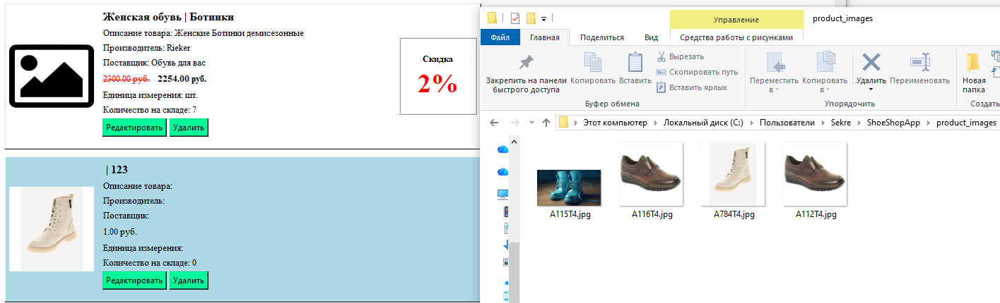 Женская обувь | Ботинки
Описание товара: Женские Ботинки демисезонные
Производитель: Rieker
Поставщик: Обувь для вас
2300.00 руб. 2254.00 руб.
Единица измерения: шт.
Количество на складе: 7
Редактировать Удалить
Скидка
2%
| 123
Описание товара:
Производитель:
Поставщик:
1.00 руб.
Единица измерения:
Количество на складе: 0
Редактировать Удалить
Управление product_images
Файл Главная Поделиться Вид Средства работы с рисунками
Закрепить на панели
быстрого доступа
Копировать
Вставить
Вырезать
Скопировать путь
Вставить ярлык
Буфер обмена
Переместить
в
Копировать
в
Удалить
Переименовать
Упорядочить
Новая
папка
Создать
Этот компьютер Локальный диск (C:) Пользователи Sekre ShoeShopApp product_images
A115T4.jpg A116T4.jpg A784T4.jpg A112T4.jpg